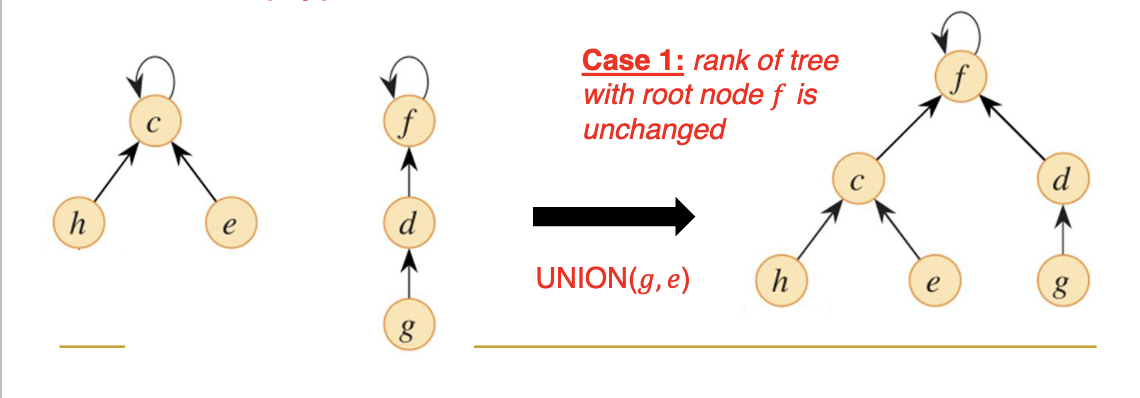 Case 1: rank of tree
with root node f is
unchanged
f
c
f
c
d
h
e
d
UNION(g, e)
h
e
g
g